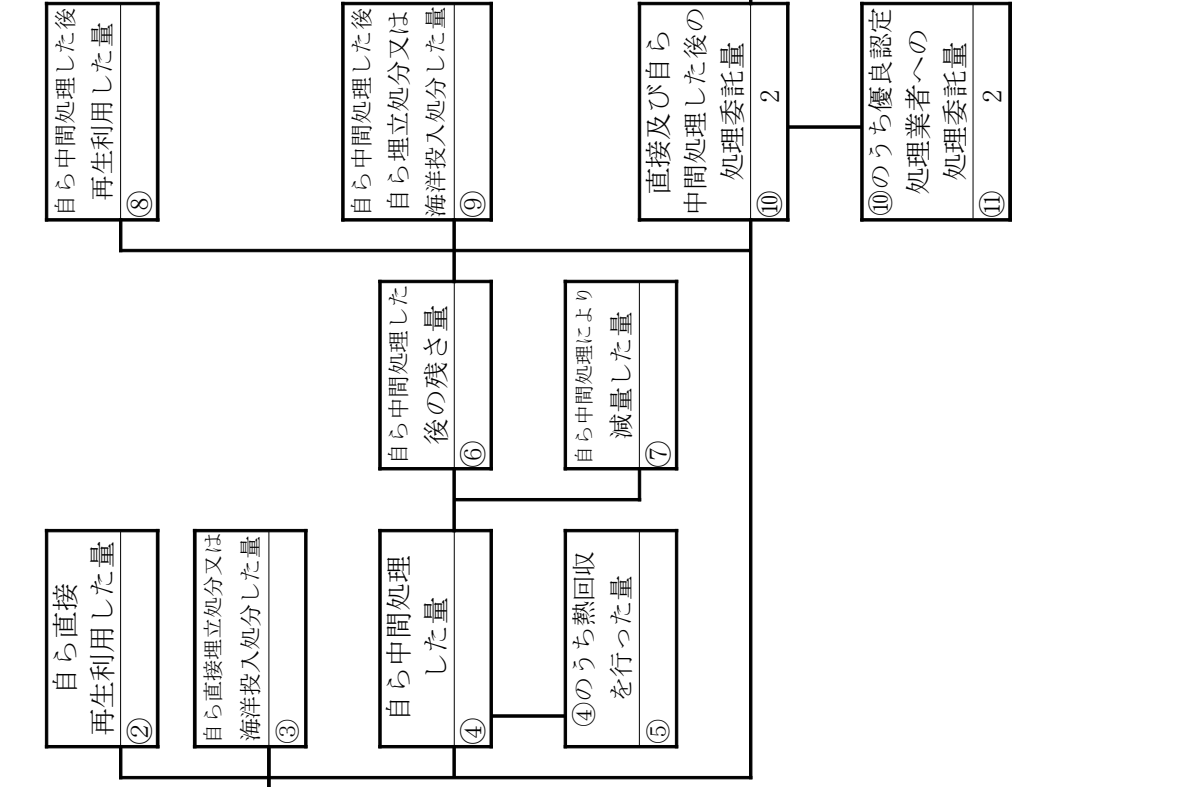 自ら直接
再生利用した量
②
自ら直接埋立処分又は
海洋投入処分した量
③
自ら中間処理
した量
④
④のうち熱回収
を行った量
⑤
自ら中間処理した
後の残さ量
⑥
自ら中間処理により
減量した量
⑦
自ら中間処理した後
再生利用した量
⑧
自ら中間処理した後
自ら埋立処分又は
海洋投入処分した量
⑨
直接及び自ら
中間処理した後の
処理委託量
⑩ 2
⑩のうち優良認定
処理業者への
処理委託量
⑪ 2